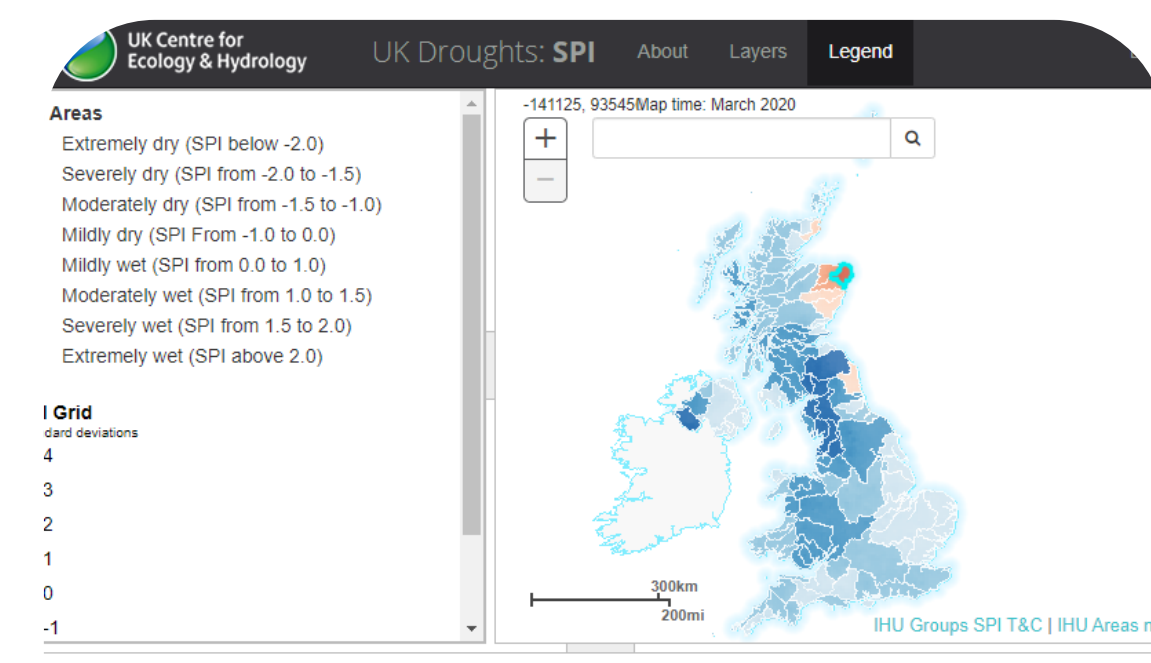 UK Centre for
Ecology & Hydrology
UK Droughts: SPI About Layers Legend
Areas
Extremely dry (SPI below -2.0)
Severely dry (SPI from -2.0 to -1.5)
Moderately dry (SPI from -1.5 to -1.0)
Mildly dry (SPI From -1.0 to 0.0)
Mildly wet (SPI from 0.0 to 1.0)
Moderately wet (SPI from 1.0 to 1.5)
Severely wet (SPI from 1.5 to 2.0)
Extremely wet (SPI above 2.0)
Grid
dard deviations
4
3
2
1
0
-1
-141125, 93545Map time: March 2020
+
−
300km
200mi
IHU Groups SPI T&C | IHU Areas